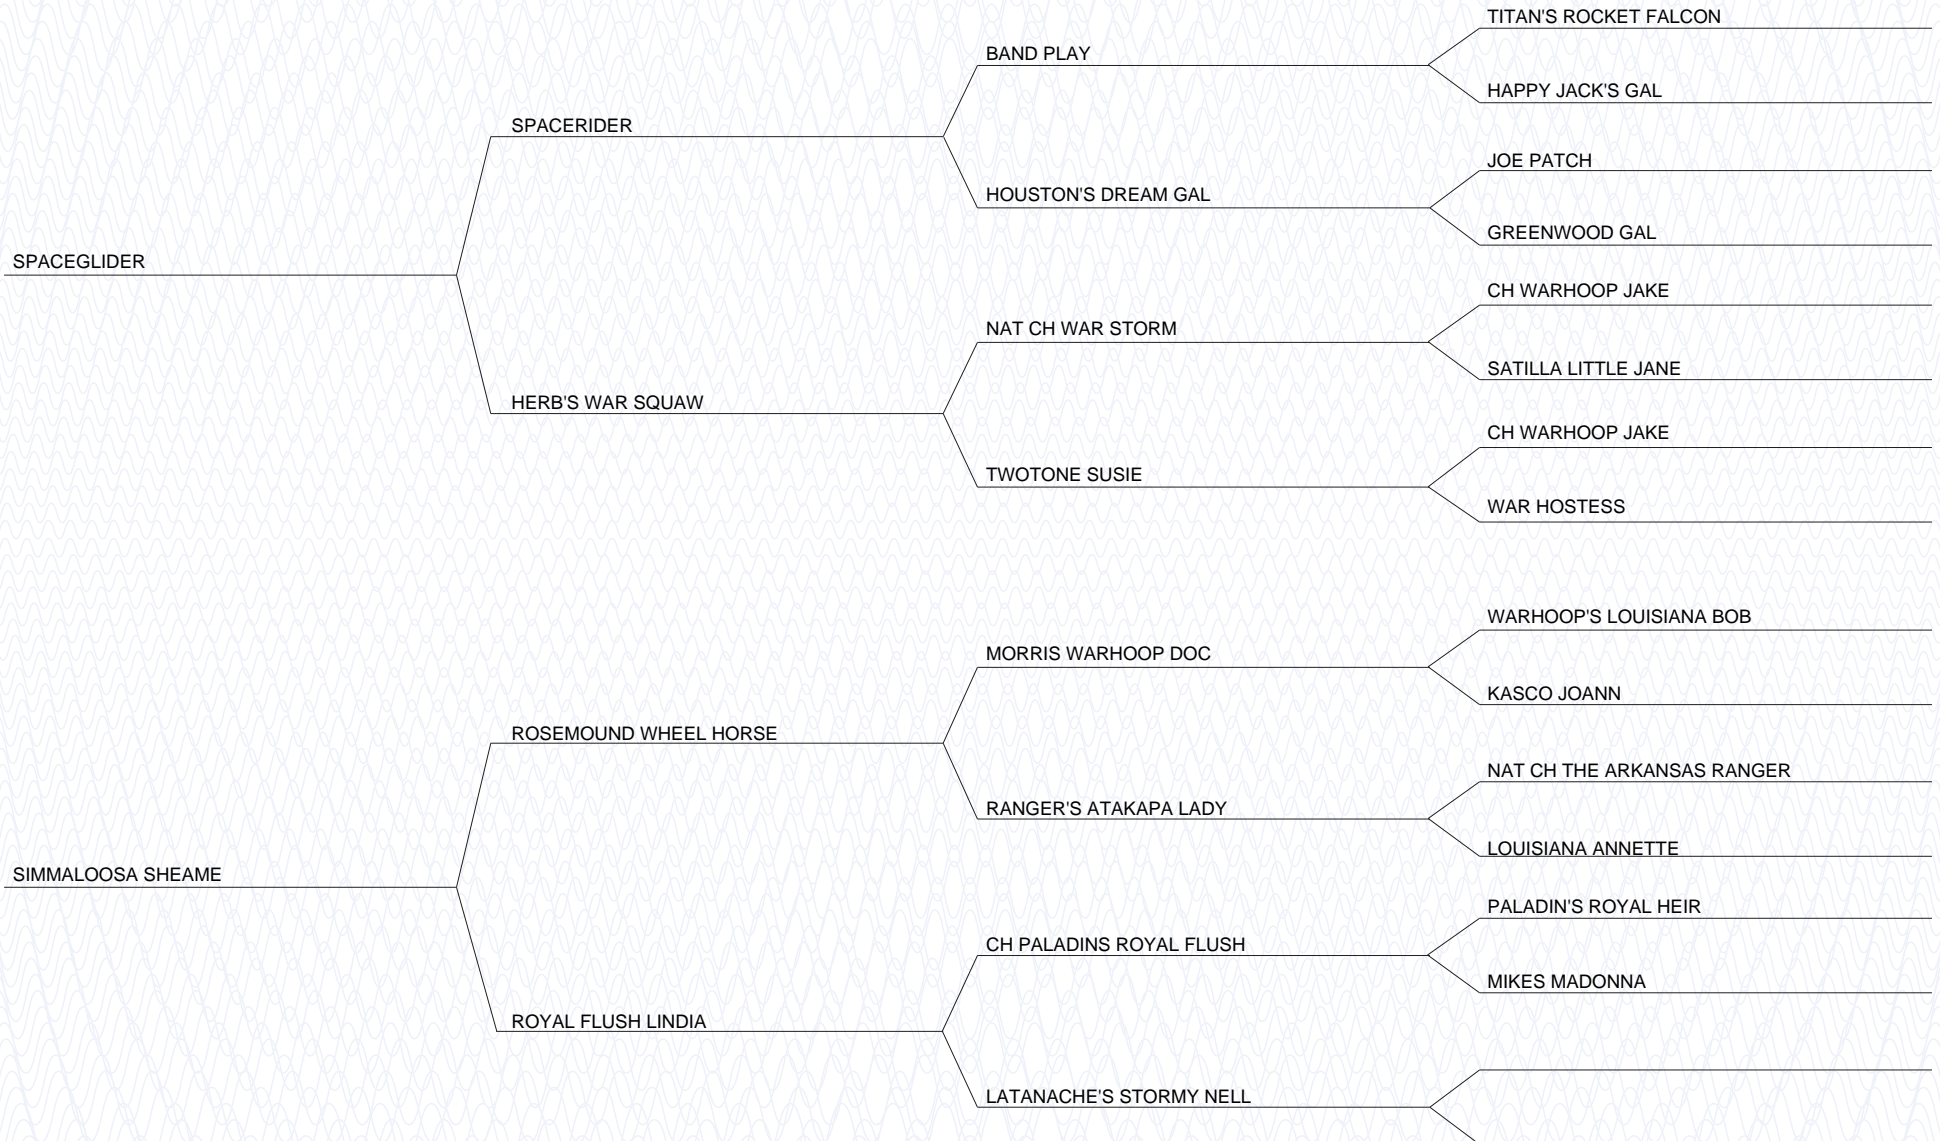 TITAN'S ROCKET FALCON
BAND PLAY
HAPPY JACK'S GAL
SPACERIDER
JOE PATCH
HOUSTON'S DREAM GAL
GREENWOOD GAL
SPACEGLIDER
CH WARHOOP JAKE
NAT CH WAR STORM
SATILLA LITTLE JANE
HERB'S WAR SQUAW
CH WARHOOP JAKE
TWOTONE SUSIE
WAR HOSTESS
WARHOOP'S LOUISIANA BOB
MORRIS WARHOOP DOC
KASCO JOANN
ROSEMOUND WHEEL HORSE
NAT CH THE ARKANSAS RANGER
RANGER'S ATAKAPA LADY
LOUISIANA ANNETTE
SIMMALOOSA SHEAME
PALADIN'S ROYAL HEIR
CH PALADINS ROYAL FLUSH
MIKES MADONNA
ROYAL FLUSH LINDIA
LATANACHE'S STORMY NELL